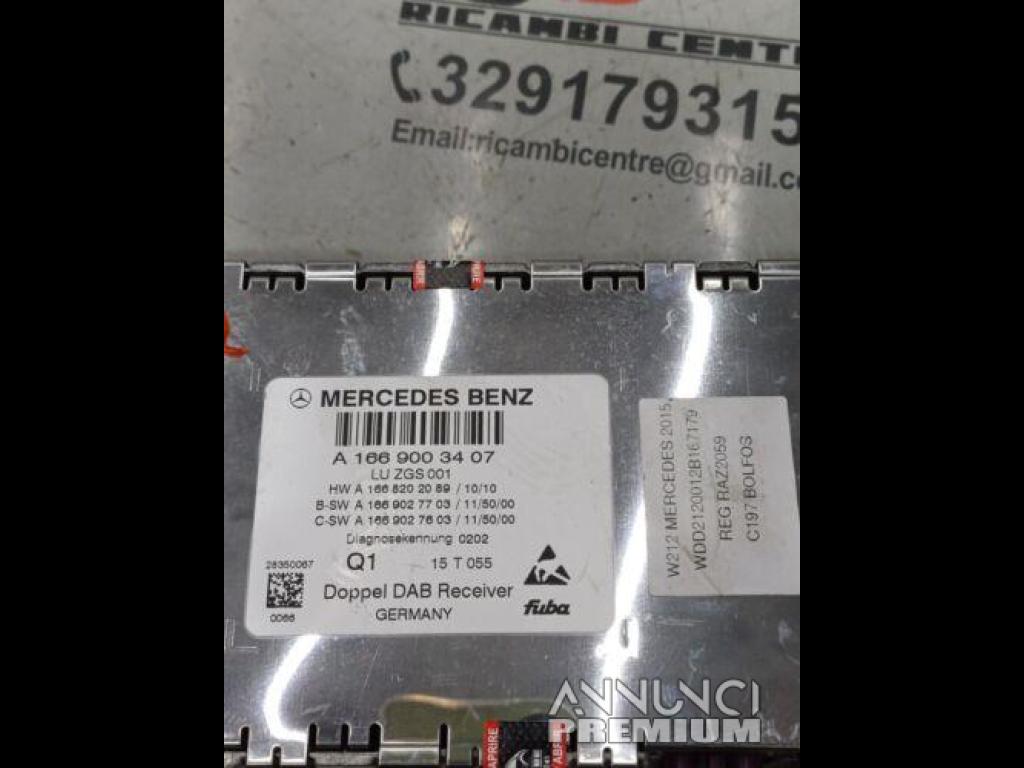 RICAMBI CENTR
329179315
Email:ricambicentre@gmail.co
MERCEDES BENZ
A 166 900 34 07
LU ZGS 001
HW A 166 820 20 89 / 10/10
B-SW A 166 902 77 03 / 11/50/00
C-SW A 166 902 76 03 / 11/50/00
Diagnosekennung 0202
28350067
Q1 15 T 055
Doppel DAB Receiver
0066
GERMANY
fuba
W212 MERCEDES 2015
WDD2120012B167179
REG RAZ2059
C197 BOLFOS
APRIRE
ANNUNCI
PREMIUM